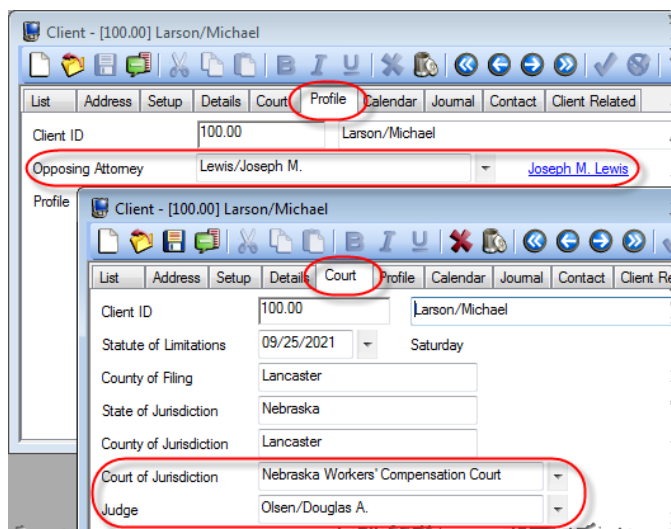 Client - [100.00] Larson/Michael
B I U
List Address Setup Details Court Profile Calendar Journal Contact Client Related
Client ID 100.00 Larson/Michael
Opposing Attorney Lewis/Joseph M. Joseph M. Lewis
Profile
Client - [100.00] Larson/Michael
B I U
List Address Setup Details Court Profile Calendar Journal Contact Client Re
Client ID 100.00 Larson/Michael
Statute of Limitations 09/25/2021 Saturday
County of Filing Lancaster
State of Jurisdiction Nebraska
County of Jurisdiction Lancaster
Court of Jurisdiction Nebraska Workers' Compensation Court
Judge Olsen/Douglas A.